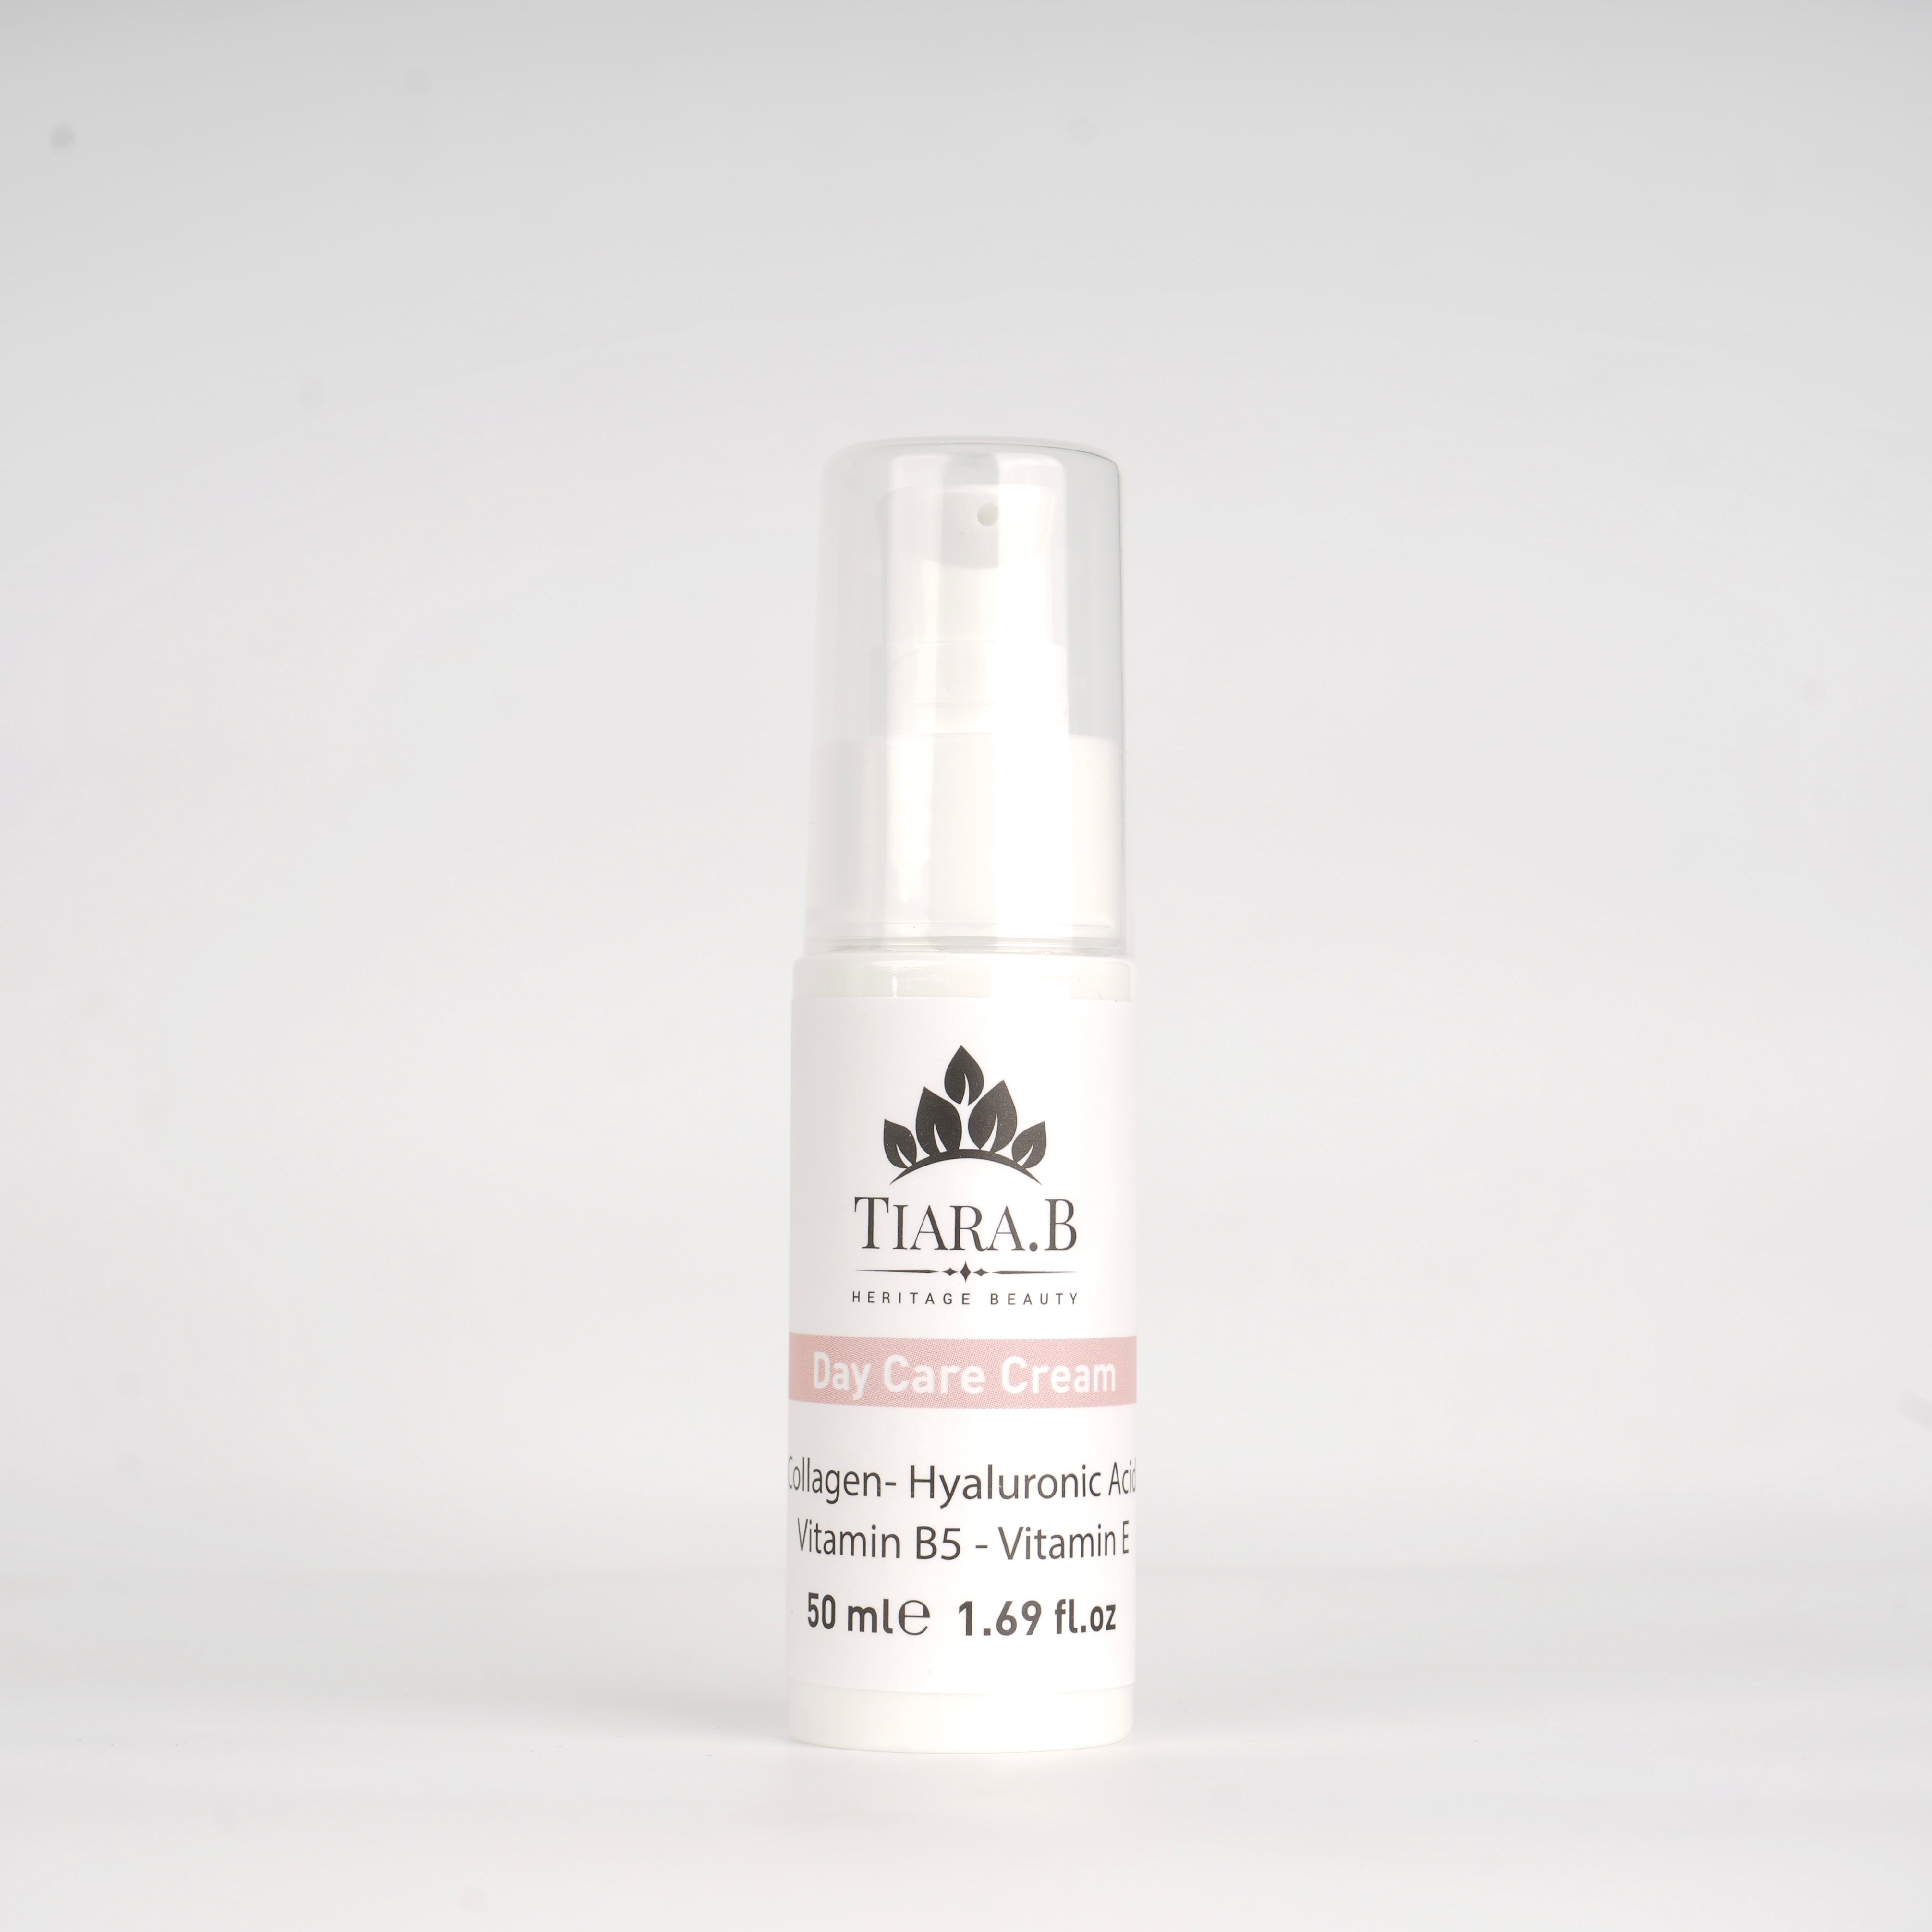 TIARA.B
HERITAGE BEAUTY
Day Care Cream
Collagen- Hyaluronic Acid
Vitamin B5 - Vitamin E
50 ml℮ 1.69 fl.oz